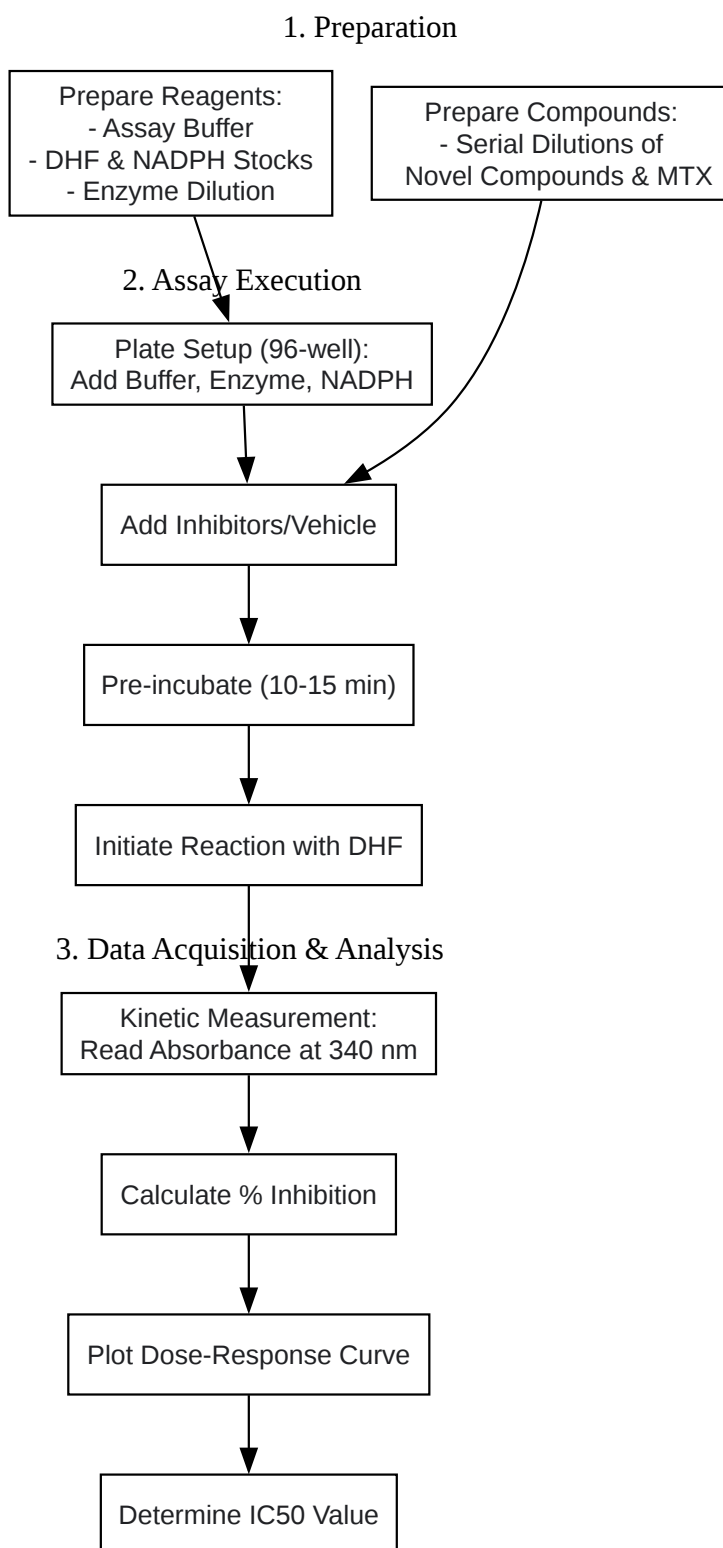 1. Preparation
Prepare Reagents:
- Assay Buffer
- DHF & NADPH Stocks
- Enzyme Dilution
Prepare Compounds:
- Serial Dilutions of
Novel Compounds & MTX
2. Assay Execution
Plate Setup (96-well):
Add Buffer, Enzyme, NADPH
Add Inhibitors/Vehicle
Pre-incubate (10-15 min)
Initiate Reaction with DHF
3. Data Acquisition & Analysis
Kinetic Measurement:
Read Absorbance at 340 nm
Calculate % Inhibition
Plot Dose-Response Curve
Determine IC50 Value